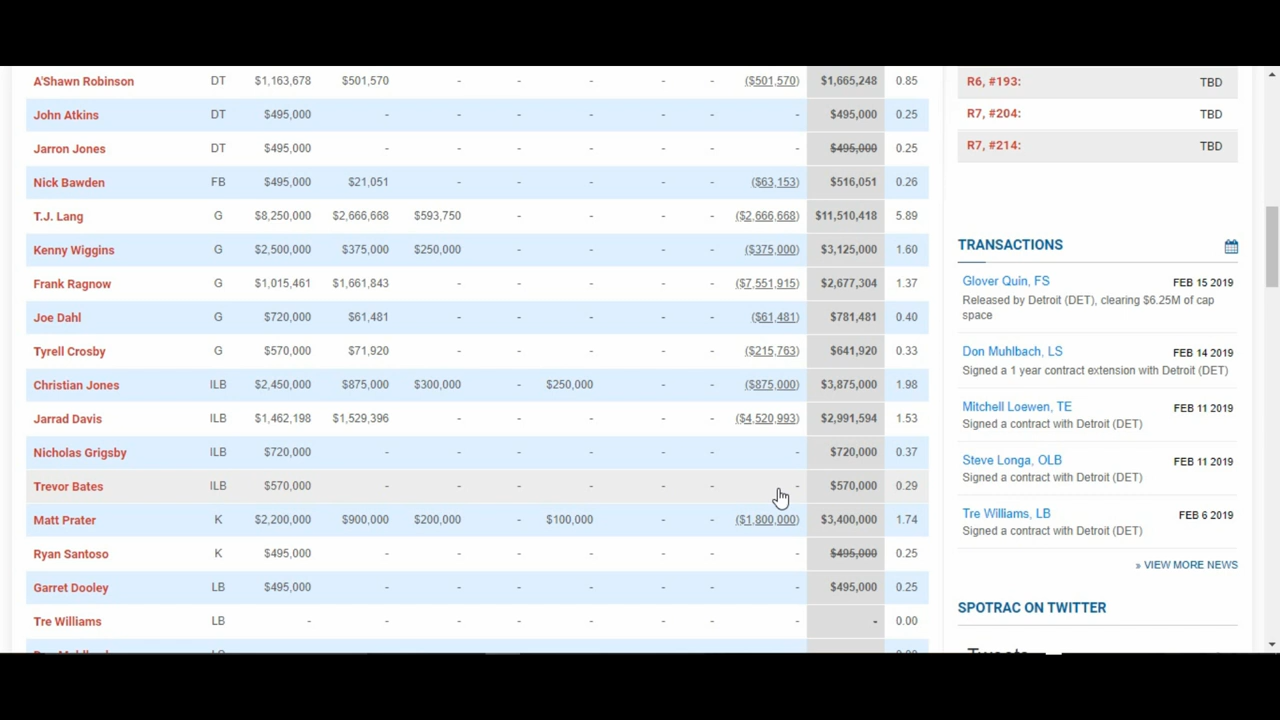 A'Shawn Robinson DT $1,163,678 $501,570 - - - - - ($501,570) $1,665,248 0.85
John Atkins DT $495,000 - - - - - - - $495,000 0.25
Jarron Jones DT $495,000 - - - - - - - $495,000 0.25
Nick Bawden FB $495,000 $21,051 - - - - - ($63,153) $516,051 0.26
T.J. Lang G $8,250,000 $2,666,668 $593,750 - - - - ($2,666,668) $11,510,418 5.89
Kenny Wiggins G $2,500,000 $375,000 $250,000 - - - - ($375,000) $3,125,000 1.60
Frank Ragnow G $1,015,461 $1,661,843 - - - - - ($7,551,915) $2,677,304 1.37
Joe Dahl G $720,000 $61,481 - - - - - ($61,481) $781,481 0.40
Tyrell Crosby G $570,000 $71,920 - - - - - ($215,763) $641,920 0.33
Christian Jones ILB $2,450,000 $875,000 $300,000 - $250,000 - - ($875,000) $3,875,000 1.98
Jarrad Davis ILB $1,462,198 $1,529,396 - - - - - ($4,520,993) $2,991,594 1.53
Nicholas Grigsby ILB $720,000 - - - - - - - $720,000 0.37
Trevor Bates ILB $570,000 - - - - - - - $570,000 0.29
Matt Prater K $2,200,000 $900,000 $200,000 - $100,000 - - ($1,800,000) $3,400,000 1.74
Ryan Santoso K $495,000 - - - - - - - $495,000 0.25
Garret Dooley LB $495,000 - - - - - - - $495,000 0.25
Tre Williams LB - - - - - - - - - 0.00
R6, #193: TBD
R7, #204: TBD
R7, #214: TBD
TRANSACTIONS
Glover Quin, FS FEB 15 2019
Released by Detroit (DET), clearing $6.25M of cap
space
Don Muhlbach, LS FEB 14 2019
Signed a 1 year contract extension with Detroit (DET)
Mitchell Loewen, TE FEB 11 2019
Signed a contract with Detroit (DET)
Steve Longa, OLB FEB 11 2019
Signed a contract with Detroit (DET)
Tre Williams, LB FEB 6 2019
Signed a contract with Detroit (DET)
» VIEW MORE NEWS
SPOTRAC ON TWITTER
Tweets